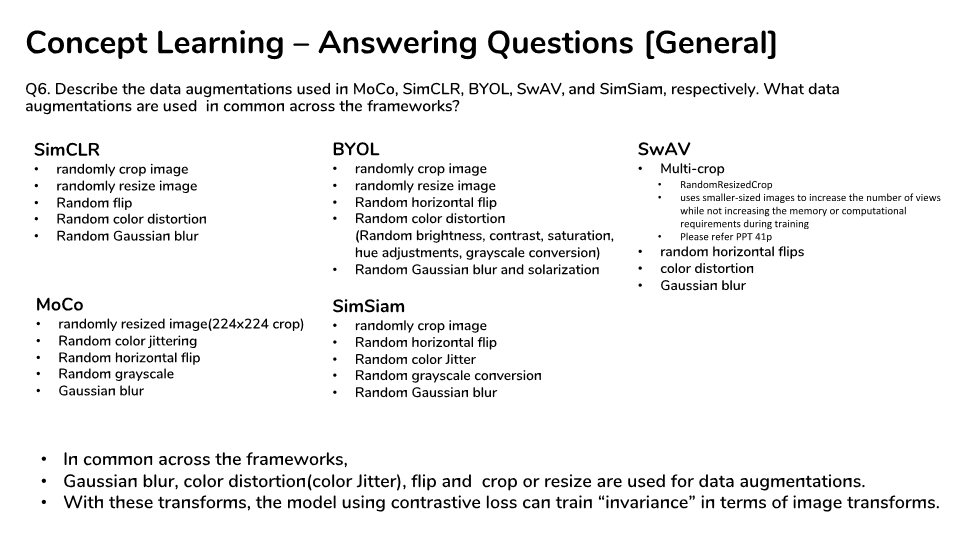 Concept Learning – Answering Questions [General]
Q6. Describe the data augmentations used in MoCo, SimCLR, BYOL, SwAV, and SimSiam, respectively. What data
augmentations are used  in common across the frameworks?
SimCLR
• randomly crop image
• randomly resize image
• Random flip
• Random color distortion
• Random Gaussian blur
BYOL
• randomly crop image
• randomly resize image
• Random horizontal flip
• Random color distortion
(Random brightness, contrast, saturation,
hue adjustments, grayscale conversion)
• Random Gaussian blur and solarization
SwAV
• Multi-crop
• RandomResizedCrop
• uses smaller-sized images to increase the number of views
while not increasing the memory or computational
requirements during training
• Please refer PPT 41p
• random horizontal flips
• color distortion
• Gaussian blur
MoCo
• randomly resized image(224x224 crop)
• Random color jittering
• Random horizontal flip
• Random grayscale
• Gaussian blur
SimSiam
• randomly crop image
• Random horizontal flip
• Random color Jitter
• Random grayscale conversion
• Random Gaussian blur
• In common across the frameworks,
• Gaussian blur, color distortion(color Jitter), flip and  crop or resize are used for data augmentations.
• With these transforms, the model using contrastive loss can train “invariance” in terms of image transforms.